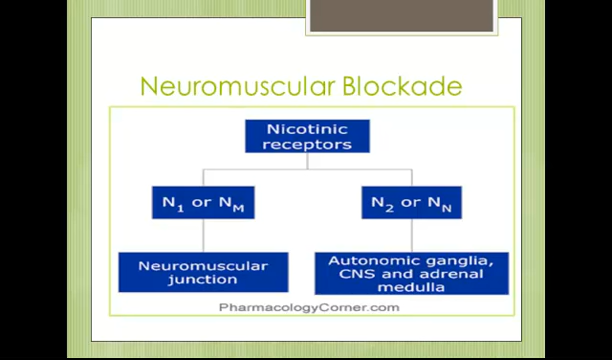 Neuromuscular Blockade
Nicotinic
receptors
N₁ or Nₘ
N₂ or N_N
Neuromuscular
junction
Autonomic ganglia,
CNS and adrenal
medulla
PharmacologyCorner.com